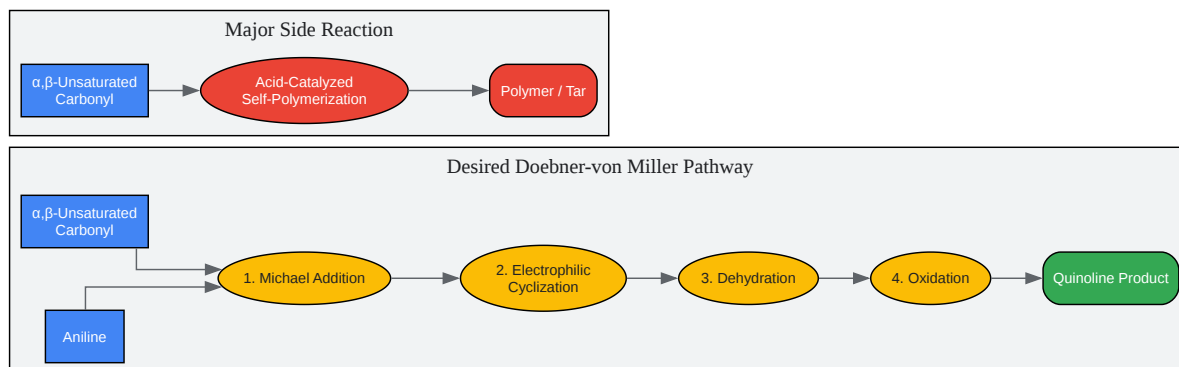 Major Side Reaction
α,β-Unsaturated
Carbonyl
Acid-Catalyzed
Self-Polymerization
Polymer / Tar
Desired Doebner-von Miller Pathway
α,β-Unsaturated
Carbonyl
Aniline
1. Michael Addition
2. Electrophilic
Cyclization
3. Dehydration
4. Oxidation
Quinoline Product